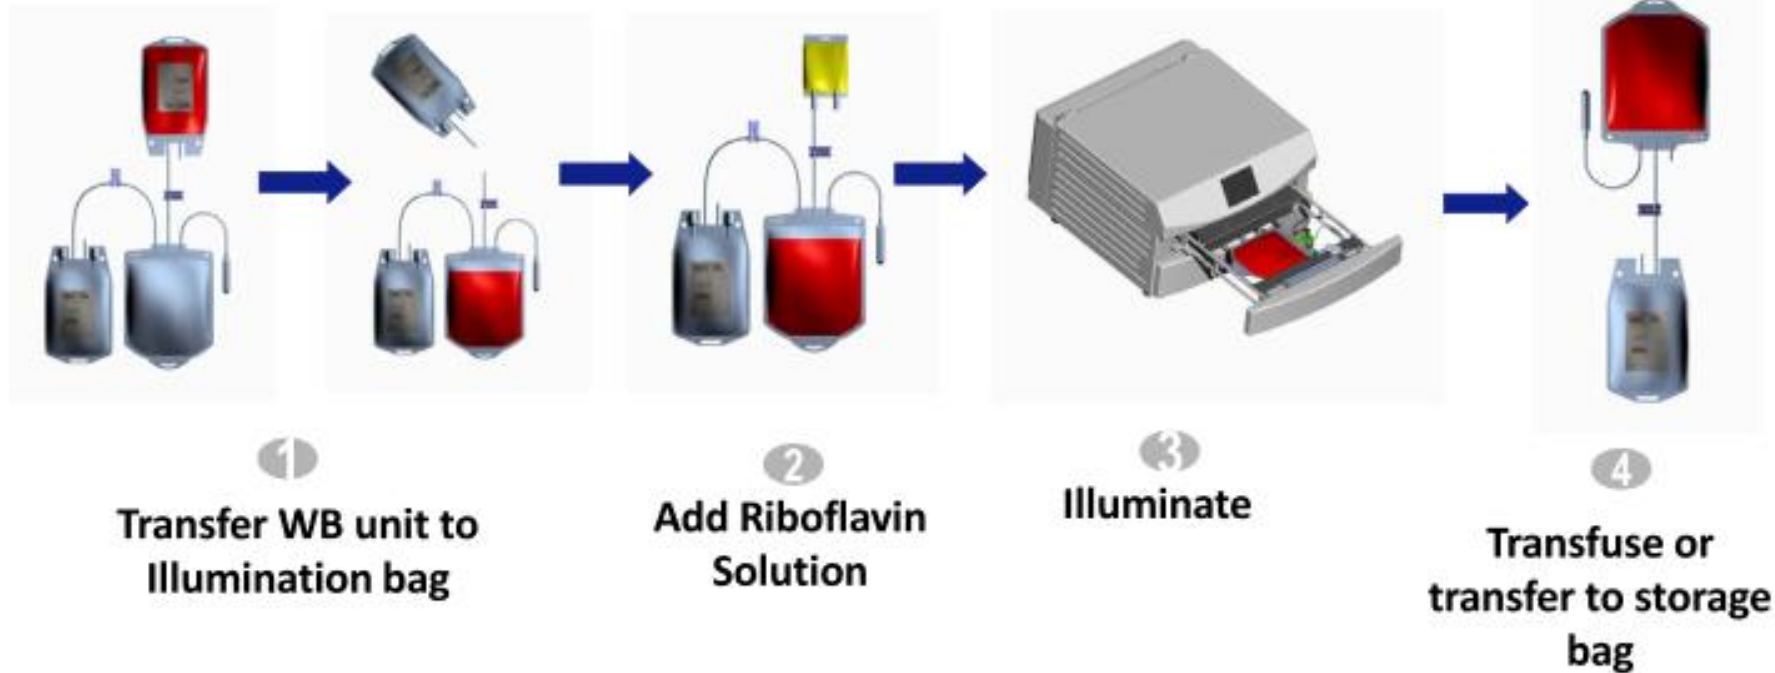 1
Transfer WB unit to
Illumination bag
2
Add Riboflavin
Solution
3
Illuminate
4
Transfuse or
transfer to storage
bag